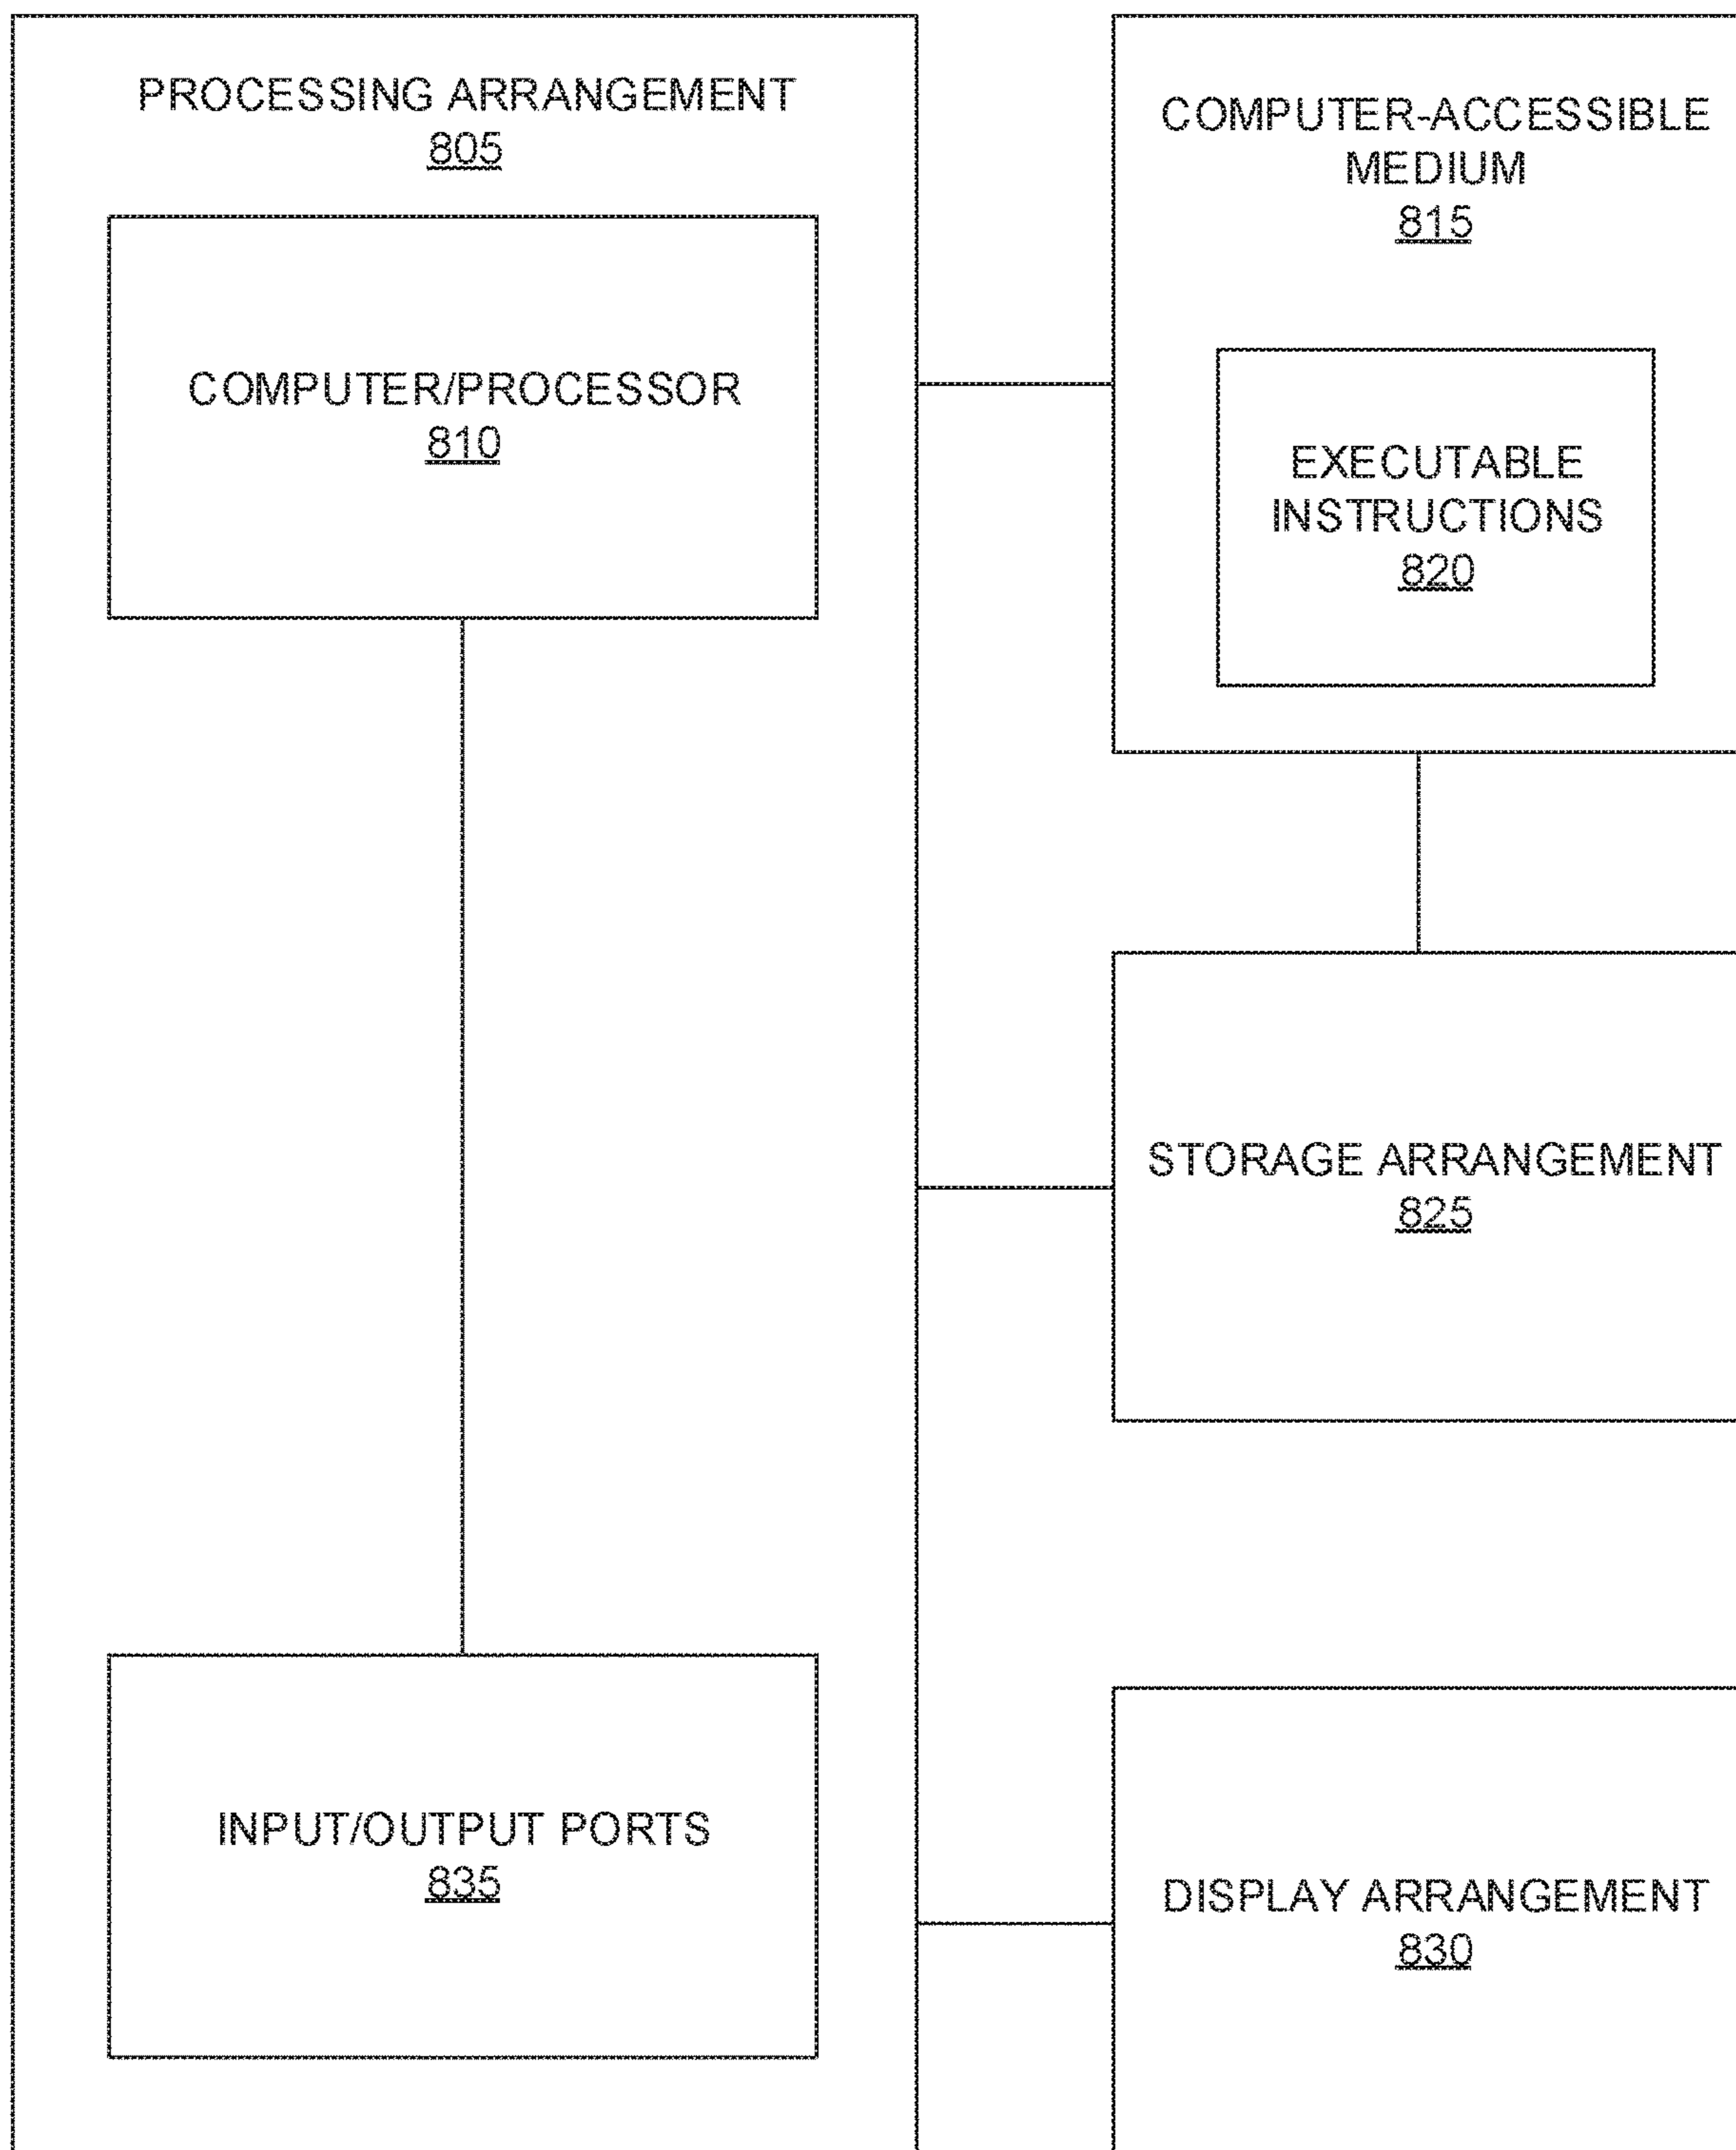 PROCESSING ARRANGEMENT
805
COMPUTER/PROCESSOR
810
INPUT/OUTPUT PORTS
835
COMPUTER-ACCESSIBLE
MEDIUM
815
EXECUTABLE
INSTRUCTIONS
820
STORAGE ARRANGEMENT
825
DISPLAY ARRANGEMENT
830